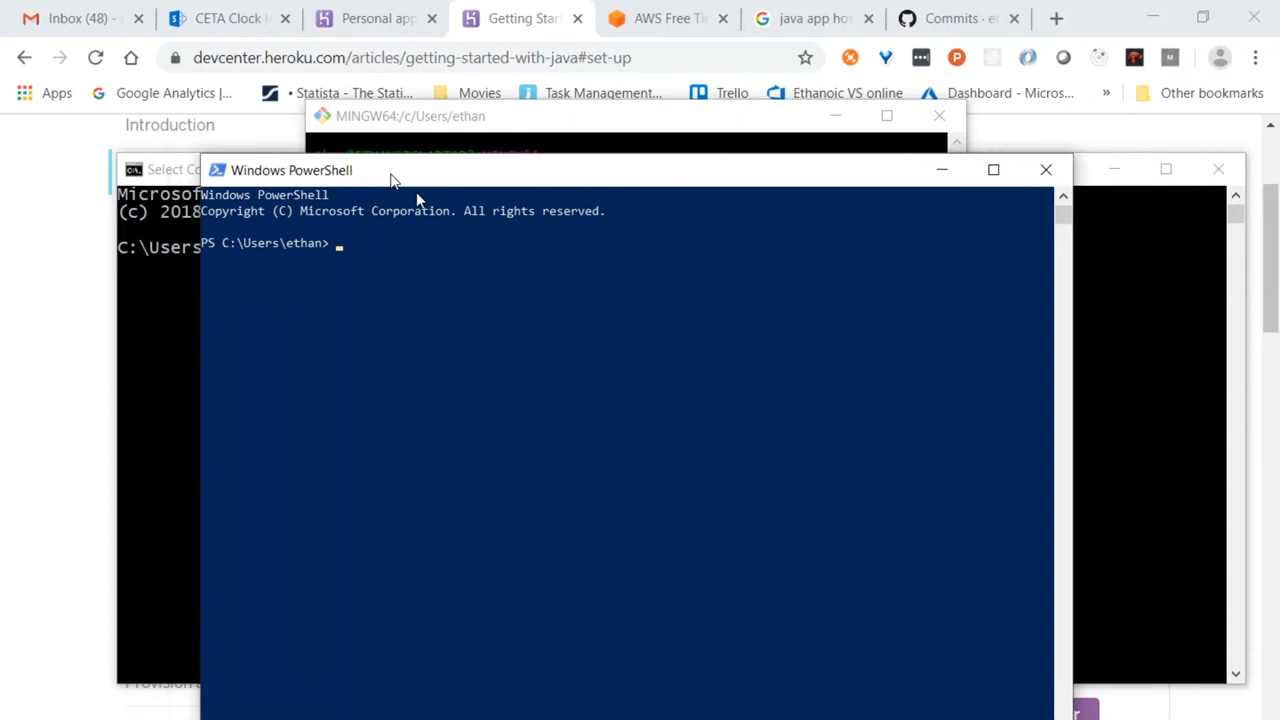 Inbox (48) -
CETA Clock I
Personal app
Getting Star
AWS Free Ti
java app hos
Commits · et
devcenter.heroku.com/articles/getting-started-with-java#set-up
Apps
Google Analytics |...
• Statista - The Stati...
Movies
Task Management...
Trello
Ethanoic VS online
Dashboard - Micros...
»
Other bookmarks
Introduction
MINGW64:/c/Users/ethan
Select Co
Windows PowerShell
Microsof
(c) 2018
C:\Users
Windows PowerShell
Copyright (C) Microsoft Corporation. All rights reserved.
PS C:\Users\ethan>